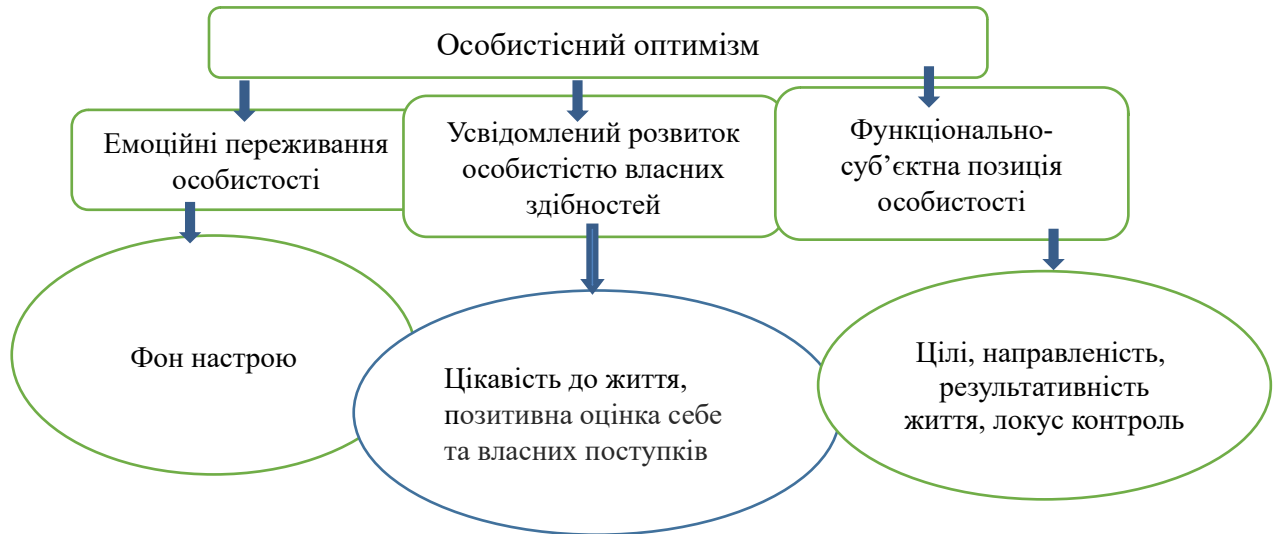 Особистісний оптимізм
Емоційні переживання
особистості
Усвідомлений розвиток
особистістю власних
здібностей
Функціонально-
суб’єктна позиція
особистості
Фон настрою
Цікавість до життя,
позитивна оцінка себе
та власних поступків
Цілі, направленість,
результативність
життя, локус контроль